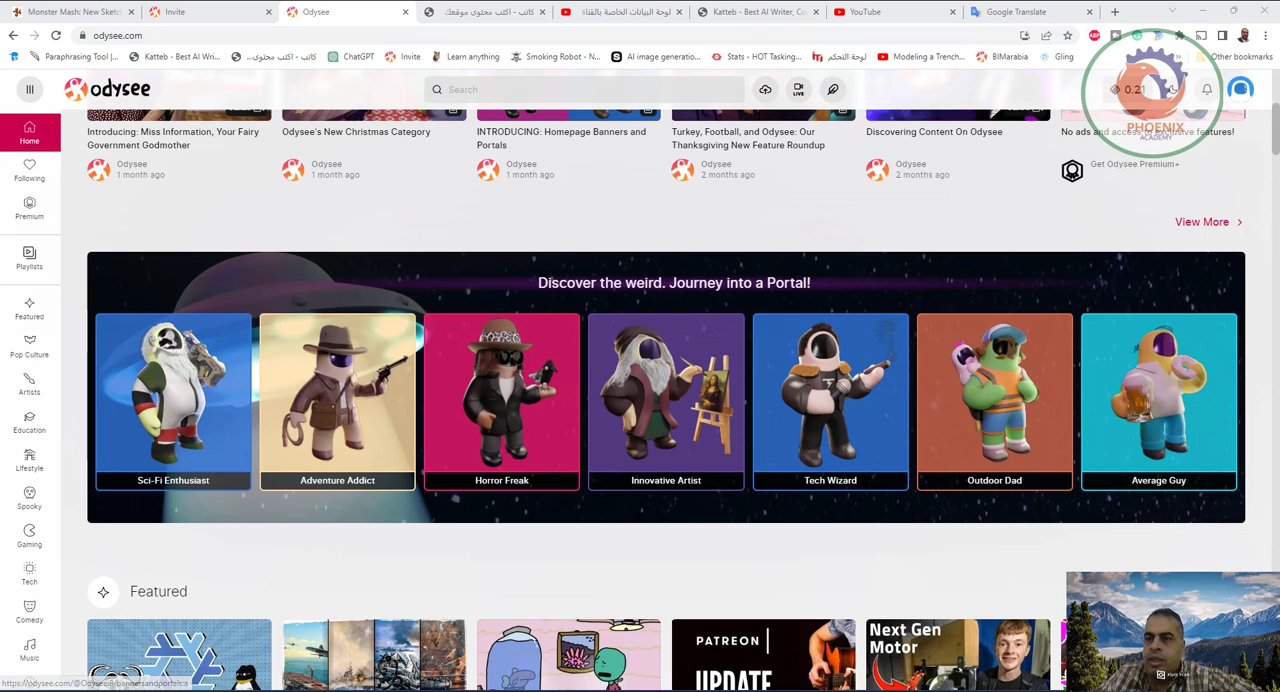 Monster Mash: New Sketch
Invite
Odysee
كاتب - اكتب محتوى موقعك
لوحة البيانات الخاصة بالقناة
Katteb - Best AI Writer, Co
YouTube
Google Translate
odysee.com
Paraphrasing Tool |...
Katteb - Best AI Wri...
كاتب - اكتب محتوى...
ChatGPT
Invite
Learn anything
Smoking Robot - N...
AI image generatio...
Stats - HOT Tasking...
لوحة التحكم
Modeling a Trench...
BIMarabia
Gling
Other bookmarks
odysee
Search
LIVE
0.21
PHOENIX
ACADEMY
Home
Following
Premium
Playlists
Featured
Pop Culture
Artists
Education
Lifestyle
Spooky
Gaming
Tech
Comedy
Music
Introducing: Miss Information, Your Fairy
Government Godmother
Odysee
1 month ago
Odysee's New Christmas Category
Odysee
1 month ago
INTRODUCING: Homepage Banners and
Portals
Odysee
1 month ago
Turkey, Football, and Odysee: Our
Thanksgiving New Feature Roundup
Odysee
2 months ago
Discovering Content On Odysee
Odysee
2 months ago
No ads and access to exclusive features!
Get Odysee Premium+
View More
Discover the weird. Journey into a Portal!
Sci-Fi Enthusiast
Adventure Addict
Horror Freak
Innovative Artist
Tech Wizard
Outdoor Dad
Average Guy
Featured
PATREON |
UPDATE
Next Gen
Motor
https://odysee.com/@Odysee:8/bannersandportals:a